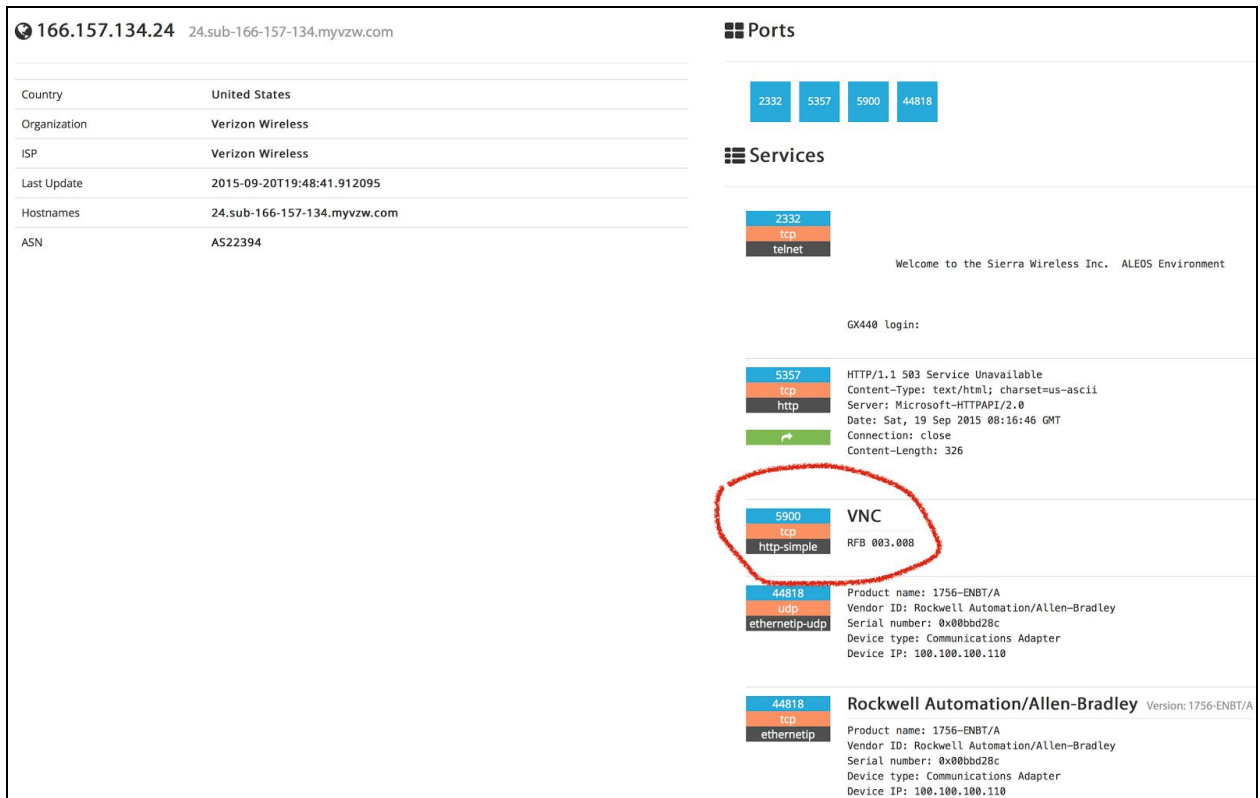 166.157.134.24 24.sub-166-157-134.myvzw.com
Country United States
Organization Verizon Wireless
ISP Verizon Wireless
Last Update 2015-09-20T19:48:41.912095
Hostnames 24.sub-166-157-134.myvzw.com
ASN AS22394
Ports
2332 5357 5900 44818
Services
2332
tcp
telnet
Welcome to the Sierra Wireless Inc. ALEOS Environment
GX440 login:
5357
tcp
http
HTTP/1.1 503 Service Unavailable
Content-Type: text/html; charset=us-ascii
Server: Microsoft-HTTPAPI/2.0
Date: Sat, 19 Sep 2015 08:16:46 GMT
Connection: close
Content-Length: 326
5900
tcp
http-simple
VNC
RFB 003.008
44818
udp
ethernetip-udp
Product name: 1756-ENBT/A
Vendor ID: Rockwell Automation/Allen-Bradley
Serial number: 0x00bbd28c
Device type: Communications Adapter
Device IP: 100.100.100.110
44818
tcp
ethernetip
Rockwell Automation/Allen-Bradley Version: 1756-ENBT/A
Product name: 1756-ENBT/A
Vendor ID: Rockwell Automation/Allen-Bradley
Serial number: 0x00bbd28c
Device type: Communications Adapter
Device IP: 100.100.100.110